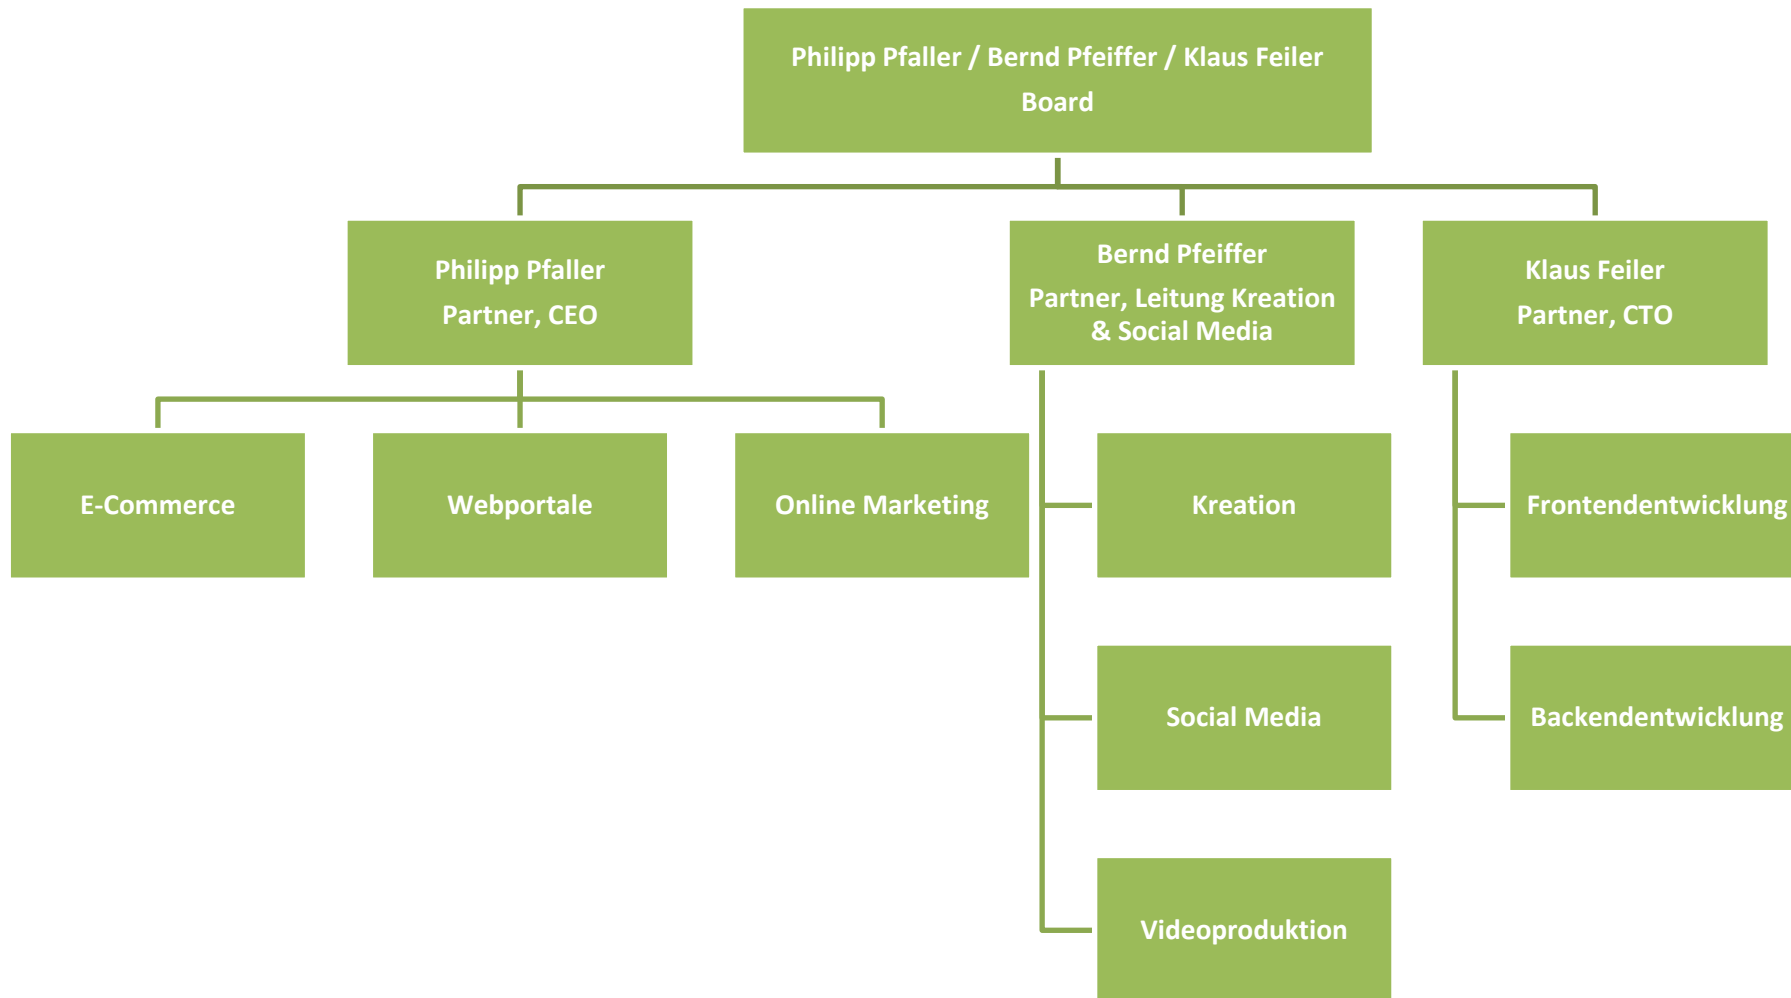 Philipp Pfaller / Bernd Pfeiffer / Klaus Feiler
Board
Philipp Pfaller
Partner, CEO
Bernd Pfeiffer
Partner, Leitung Kreation
& Social Media
Klaus Feiler
Partner, CTO
E-Commerce
Webportale
Online Marketing
Kreation
Frontendentwicklung
Social Media
Backendentwicklung
Videoproduktion